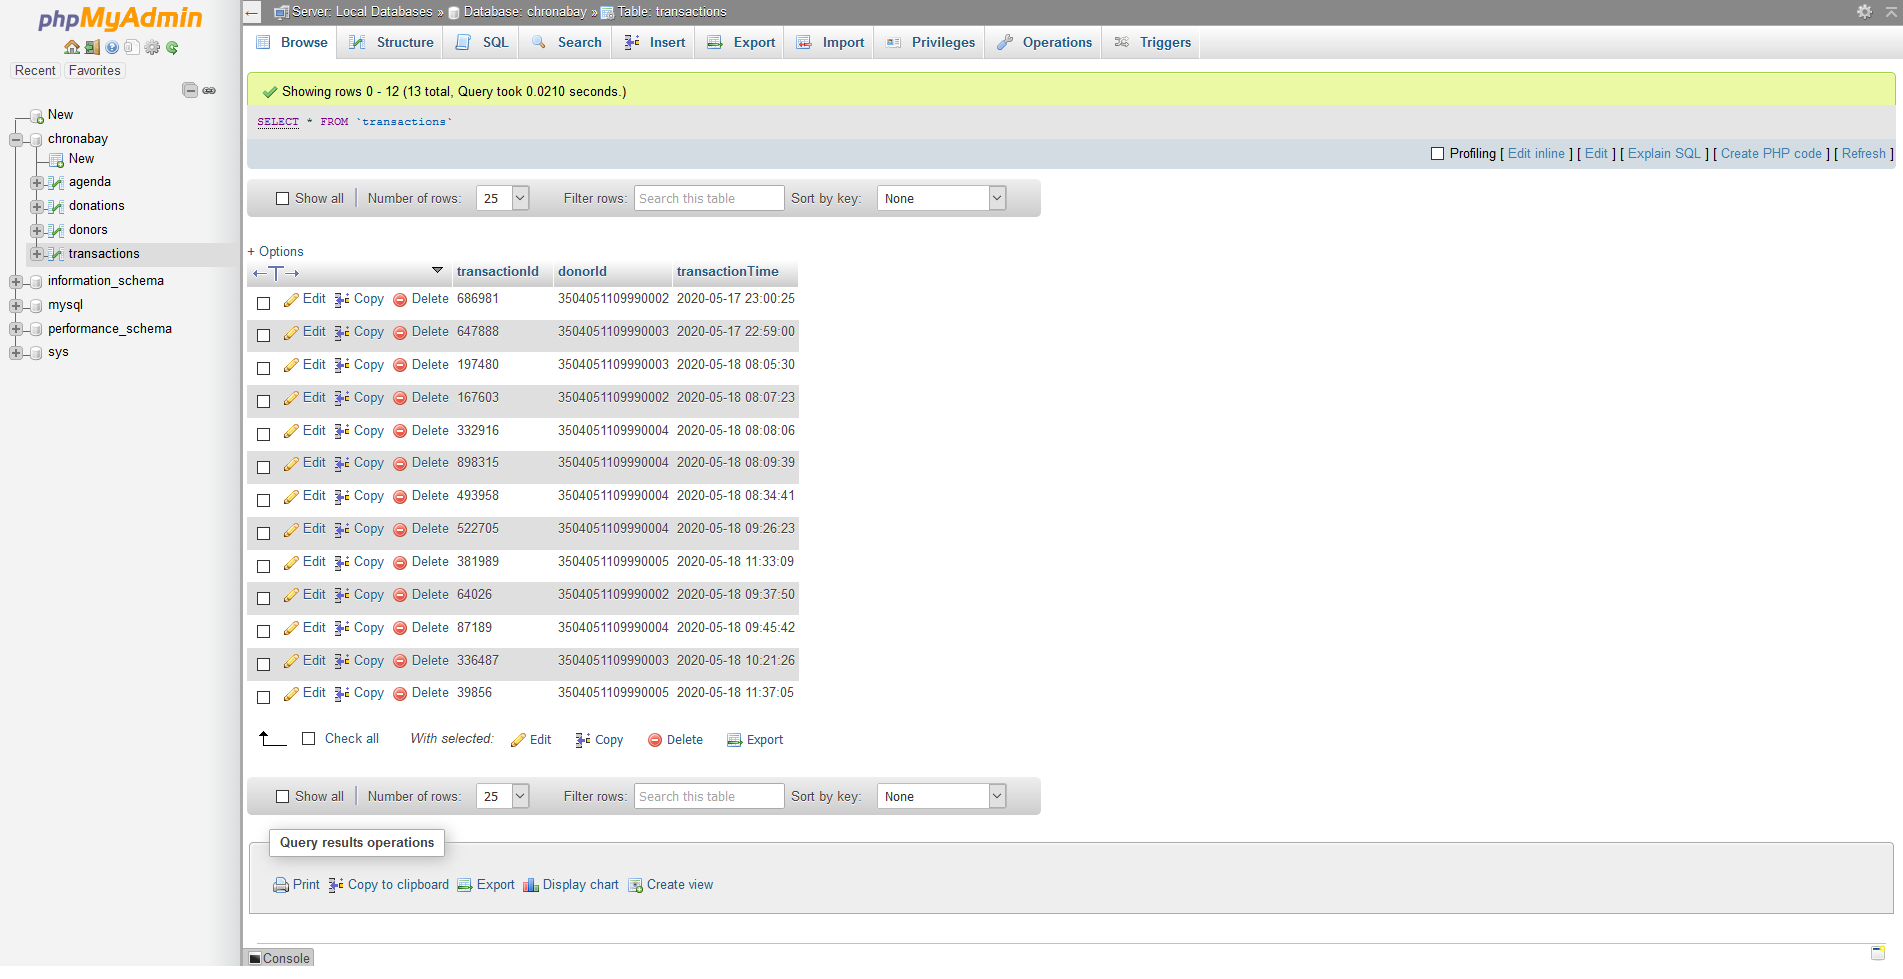 phpMyAdmin
Recent Favorites
New
chronabay
New
agenda
donations
donors
transactions
information_schema
mysql
performance_schema
sys
Server: Local Databases » Database: chronabay » Table: transactions
Browse Structure SQL Search Insert Export Import Privileges Operations Triggers
Showing rows 0 - 12 (13 total, Query took 0.0210 seconds.)
SELECT * FROM `transactions`
Profiling [ Edit inline ] [ Edit ] [ Explain SQL ] [ Create PHP code ] [ Refresh ]
Show all Number of rows: 25 Filter rows: Search this table Sort by key: None
+ Options
←T→ transactionId donorId transactionTime
Edit Copy Delete 686981 3504051109990002 2020-05-17 23:00:25
Edit Copy Delete 647888 3504051109990003 2020-05-17 22:59:00
Edit Copy Delete 197480 3504051109990003 2020-05-18 08:05:30
Edit Copy Delete 167603 3504051109990002 2020-05-18 08:07:23
Edit Copy Delete 332916 3504051109990004 2020-05-18 08:08:06
Edit Copy Delete 898315 3504051109990004 2020-05-18 08:09:39
Edit Copy Delete 493958 3504051109990004 2020-05-18 08:34:41
Edit Copy Delete 522705 3504051109990004 2020-05-18 09:26:23
Edit Copy Delete 381989 3504051109990005 2020-05-18 11:33:09
Edit Copy Delete 64026 3504051109990002 2020-05-18 09:37:50
Edit Copy Delete 87189 3504051109990004 2020-05-18 09:45:42
Edit Copy Delete 336487 3504051109990003 2020-05-18 10:21:26
Edit Copy Delete 39856 3504051109990005 2020-05-18 11:37:05
Check all With selected: Edit Copy Delete Export
Show all Number of rows: 25 Filter rows: Search this table Sort by key: None
Query results operations
Print Copy to clipboard Export Display chart Create view
Console